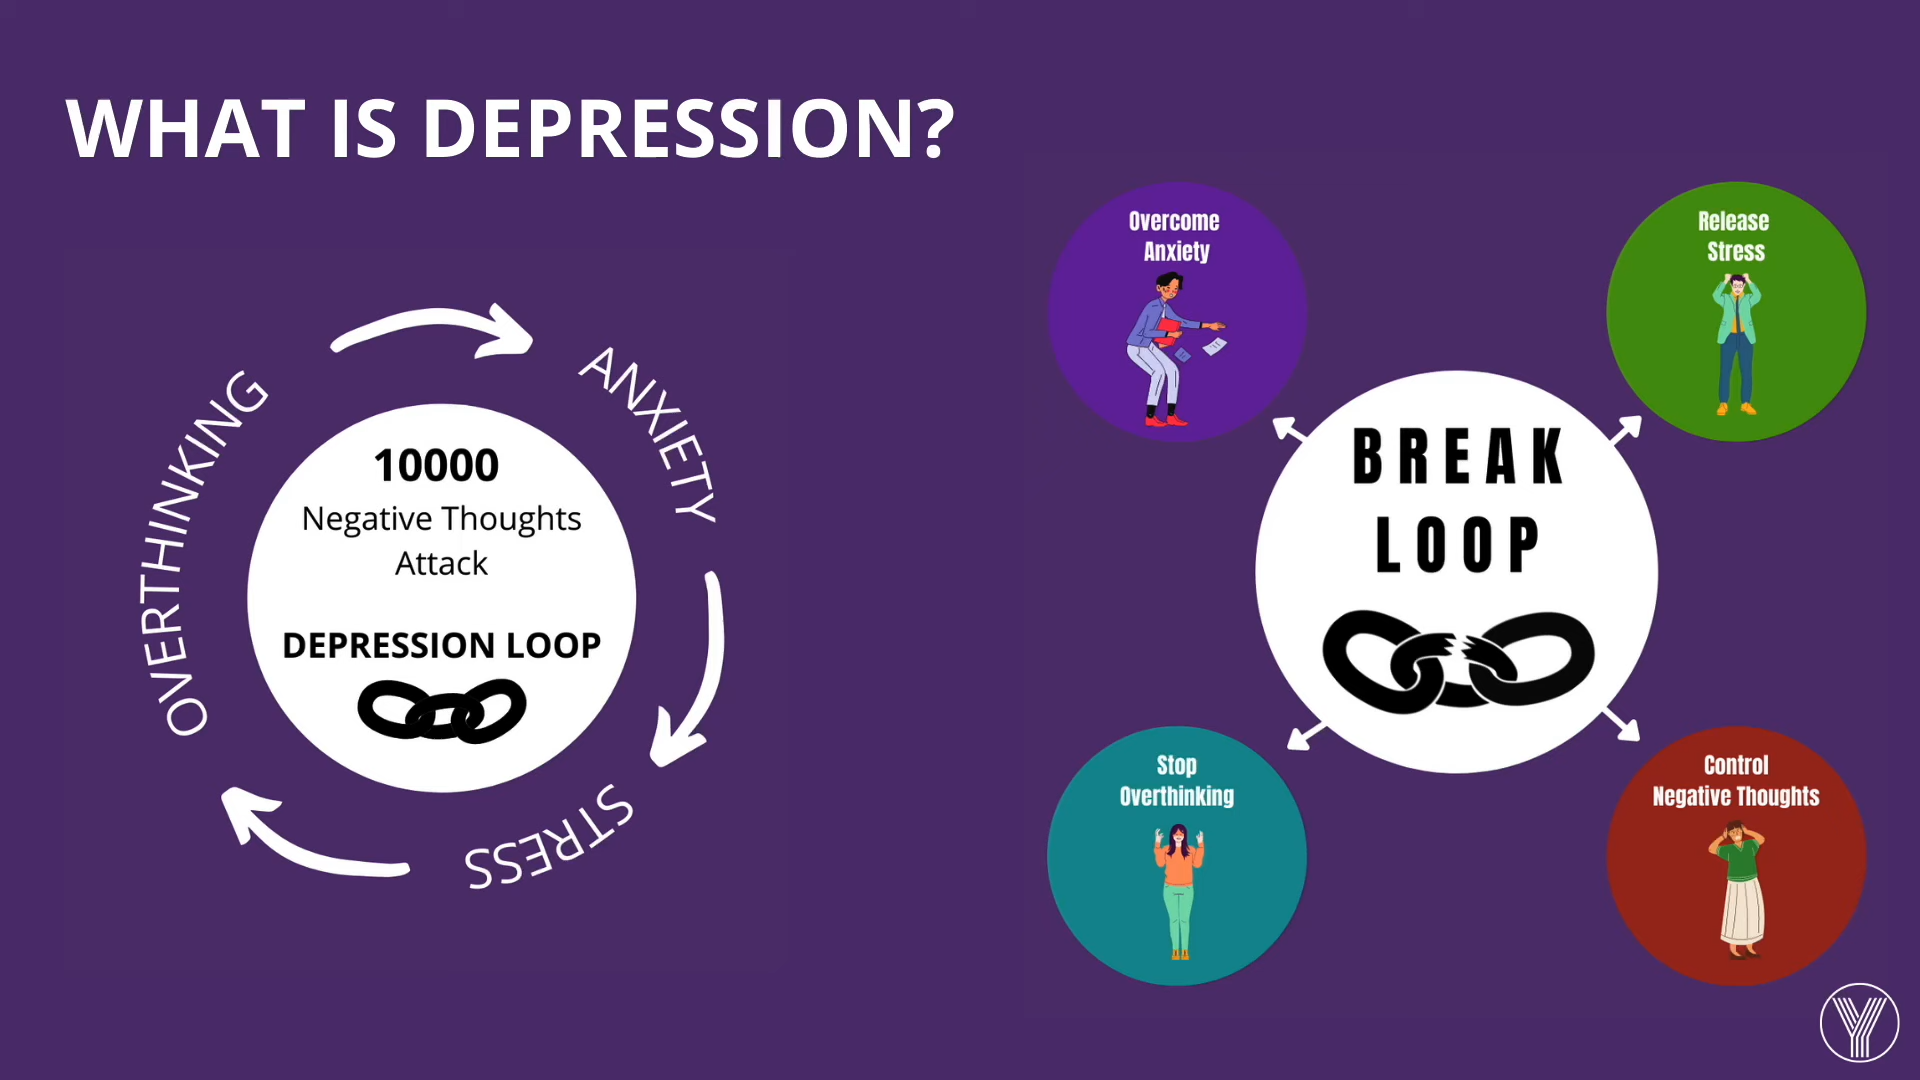 WHAT IS DEPRESSION?
OVERTHINKING
ANXIETY
STRESS
10000
Negative Thoughts
Attack
DEPRESSION LOOP
Overcome
Anxiety
Release
Stress
BREAK
LOOP
Stop
Overthinking
Control
Negative Thoughts